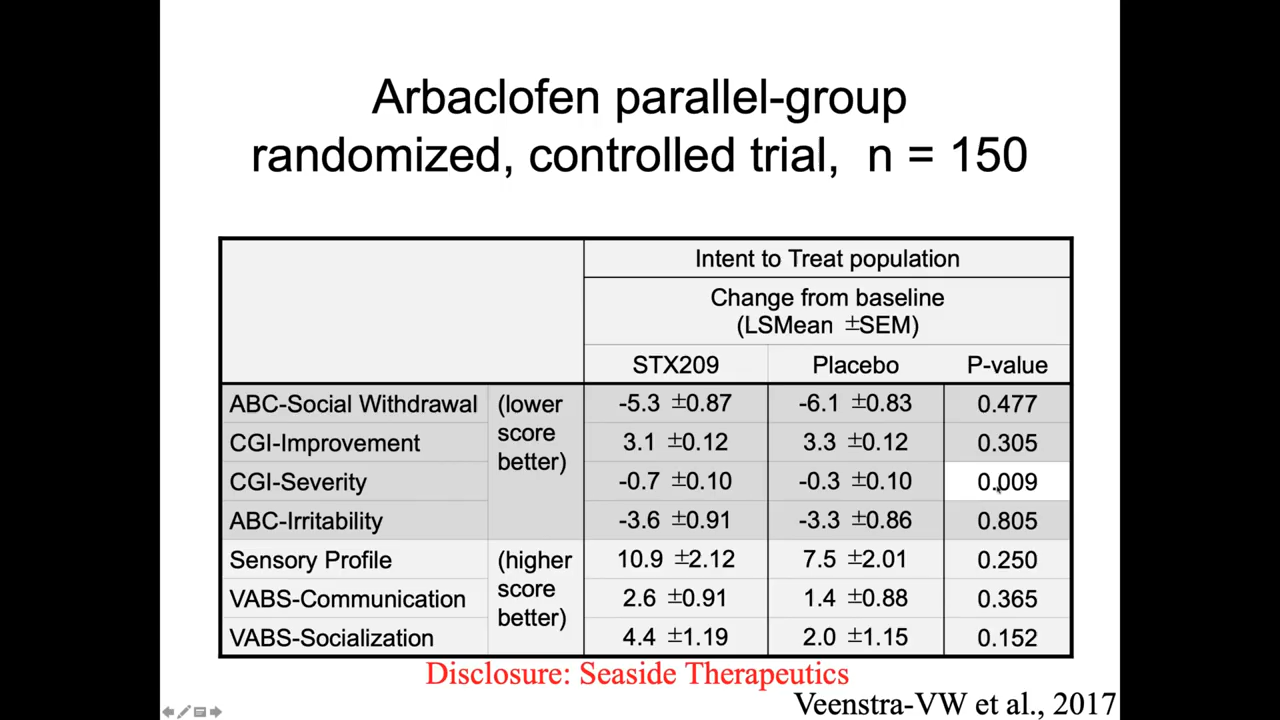 Arbaclofen parallel-group
randomized, controlled trial, n = 150
Intent to Treat population
Change from baseline
(LSMean ±SEM)
STX209 Placebo P-value
ABC-Social Withdrawal (lower score better) -5.3 ±0.87 -6.1 ±0.83 0.477
CGI-Improvement 3.1 ±0.12 3.3 ±0.12 0.305
CGI-Severity -0.7 ±0.10 -0.3 ±0.10 0.009
ABC-Irritability -3.6 ±0.91 -3.3 ±0.86 0.805
Sensory Profile (higher score better) 10.9 ±2.12 7.5 ±2.01 0.250
VABS-Communication 2.6 ±0.91 1.4 ±0.88 0.365
VABS-Socialization 4.4 ±1.19 2.0 ±1.15 0.152
Disclosure: Seaside Therapeutics
Veenstra-VW et al., 2017